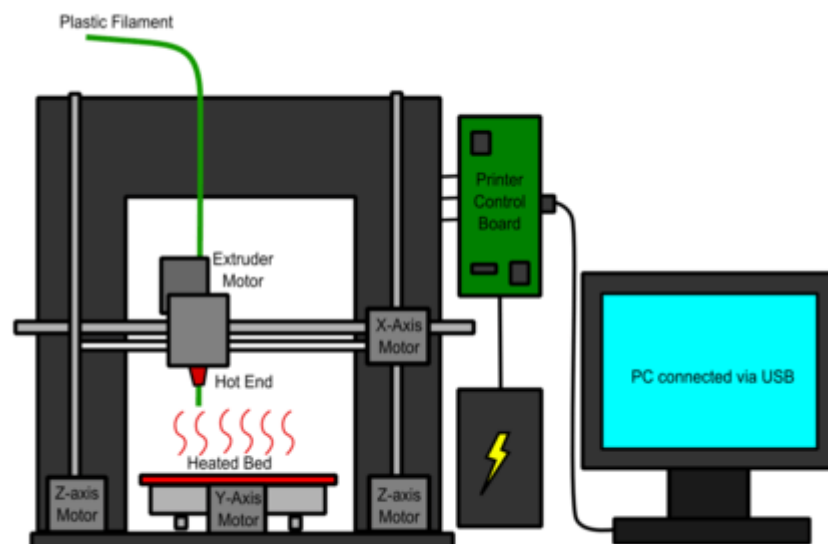 Plastic Filament
Printer
Control
Board
Extruder
Motor
X-Axis
Motor
Hot End
PC connected via USB
Heated Bed
Z-axis
Motor
Y-Axis
Motor
Z-axis
Motor